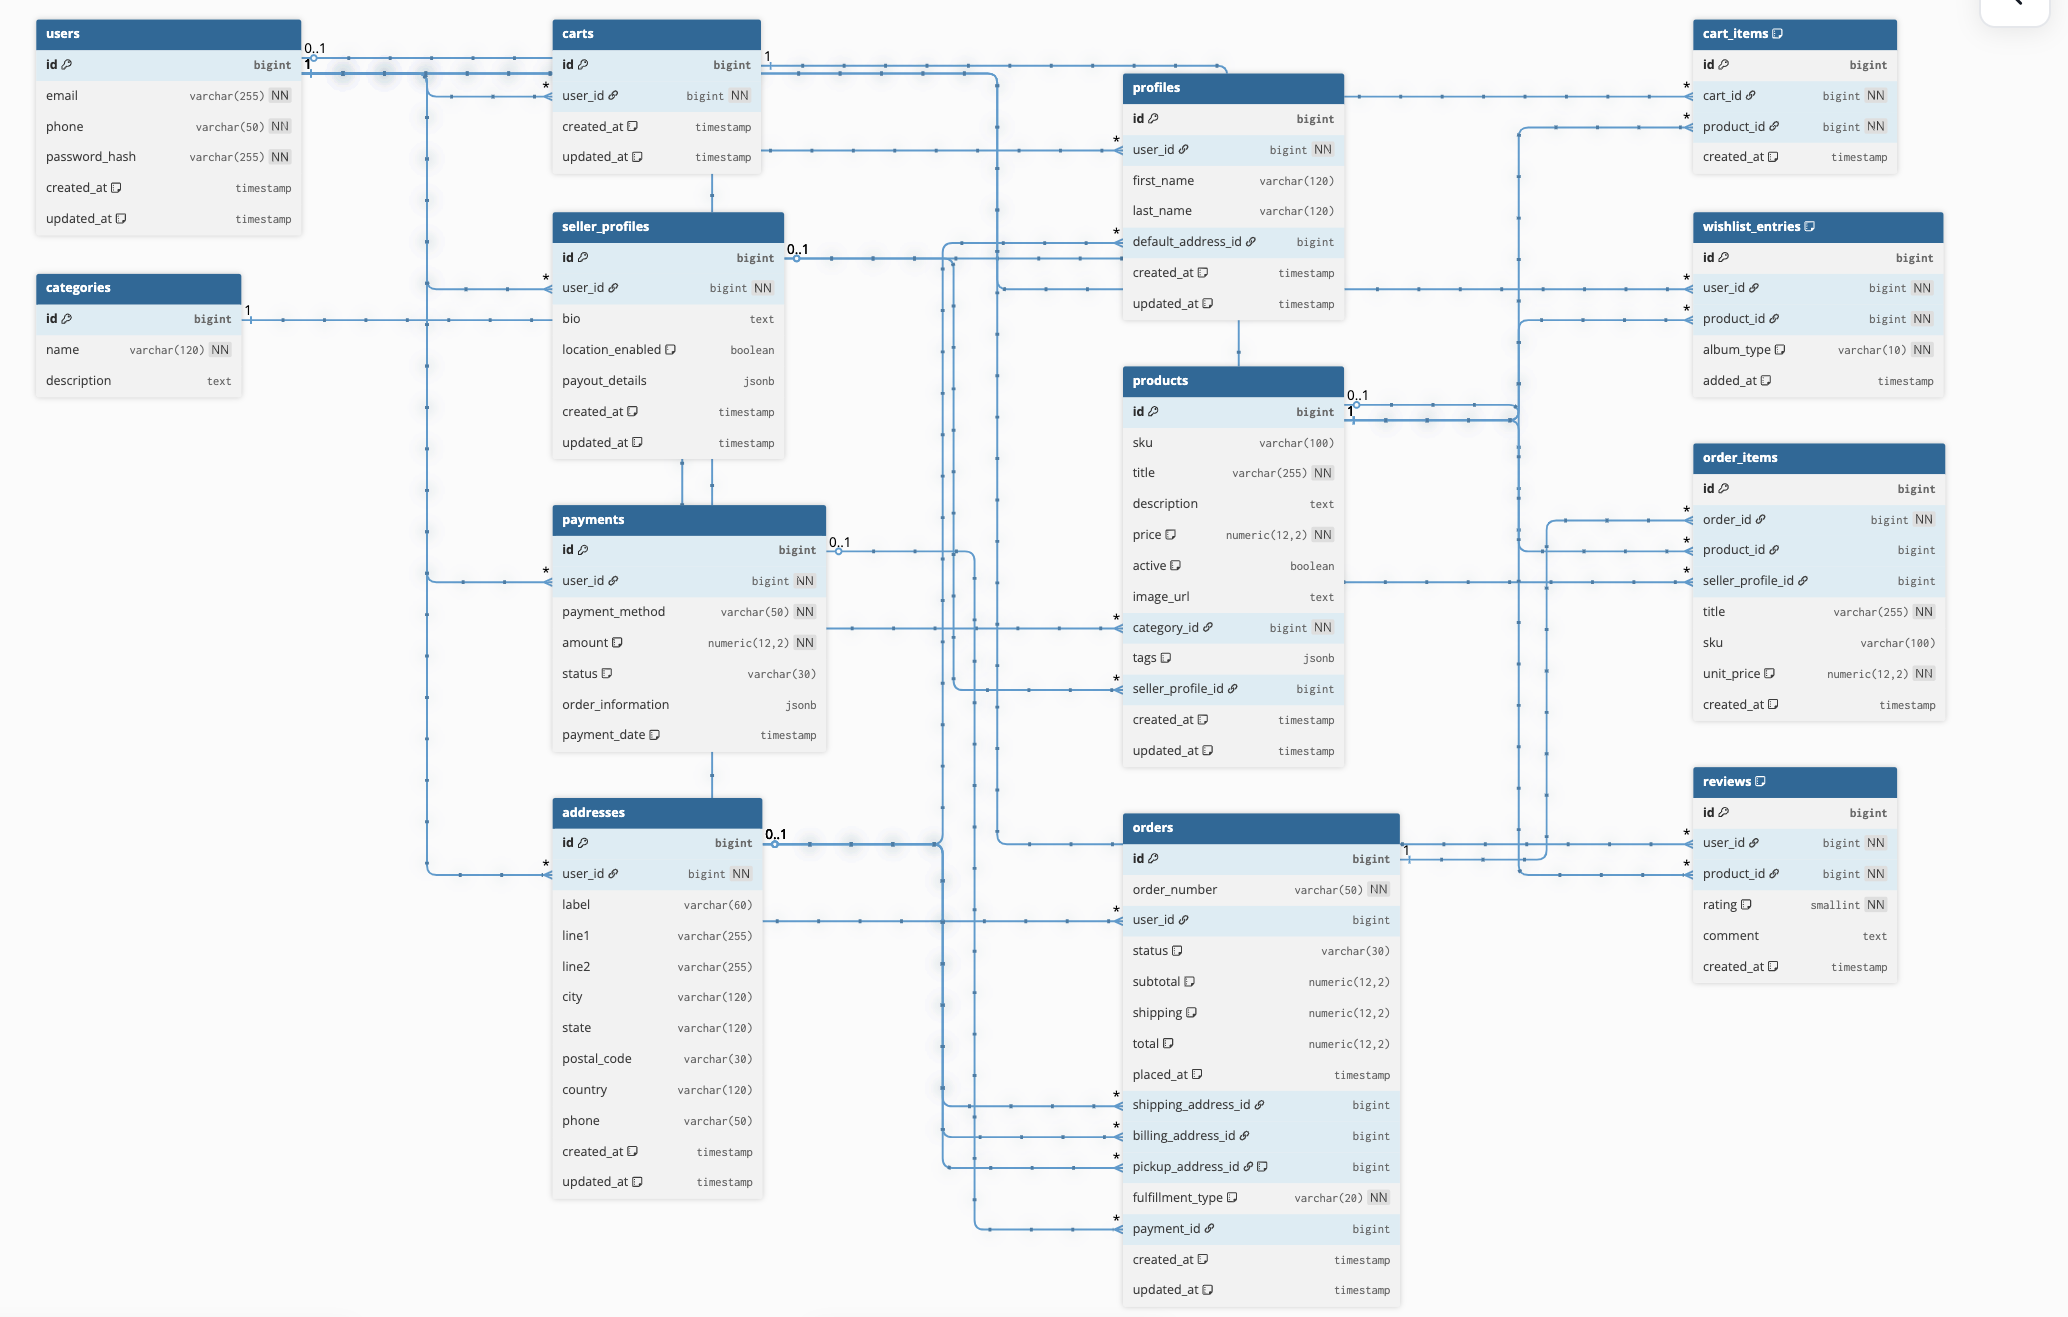 users
id bigint
email varchar(255) NN
phone varchar(50) NN
password_hash varchar(255) NN
created_at timestamp
updated_at timestamp
0..1
1
categories
id bigint
name varchar(120) NN
description text
1
carts
id bigint
user_id bigint NN
created_at timestamp
updated_at timestamp
1
*
seller_profiles
id bigint
user_id bigint NN
bio text
location_enabled boolean
payout_details jsonb
created_at timestamp
updated_at timestamp
0..1
*
payments
id bigint
user_id bigint NN
payment_method varchar(50) NN
amount numeric(12,2) NN
status varchar(30)
order_information jsonb
payment_date timestamp
0..1
*
addresses
id bigint
user_id bigint NN
label varchar(60)
line1 varchar(255)
line2 varchar(255)
city varchar(120)
state varchar(120)
postal_code varchar(30)
country varchar(120)
phone varchar(50)
created_at timestamp
updated_at timestamp
0..1
*
profiles
id bigint
* user_id bigint NN
first_name varchar(120)
last_name varchar(120)
* default_address_id bigint
created_at timestamp
updated_at timestamp
products
id bigint
sku varchar(100)
title varchar(255) NN
description text
price numeric(12,2) NN
active boolean
image_url text
* category_id bigint NN
tags jsonb
* seller_profile_id bigint
created_at timestamp
updated_at timestamp
0..1
1
orders
id bigint
order_number varchar(50) NN
* user_id bigint
status varchar(30)
subtotal numeric(12,2)
shipping numeric(12,2)
total numeric(12,2)
placed_at timestamp
* shipping_address_id bigint
* billing_address_id bigint
* pickup_address_id bigint
fulfillment_type varchar(20) NN
* payment_id bigint
created_at timestamp
updated_at timestamp
1
cart_items
id bigint
* cart_id bigint NN
* product_id bigint NN
created_at timestamp
wishlist_entries
id bigint
* user_id bigint NN
* product_id bigint NN
album_type varchar(10) NN
added_at timestamp
order_items
id bigint
* order_id bigint NN
* product_id bigint
* seller_profile_id bigint
title varchar(255) NN
sku varchar(100)
unit_price numeric(12,2) NN
created_at timestamp
reviews
id bigint
* user_id bigint NN
* product_id bigint NN
rating smallint NN
comment text
created_at timestamp